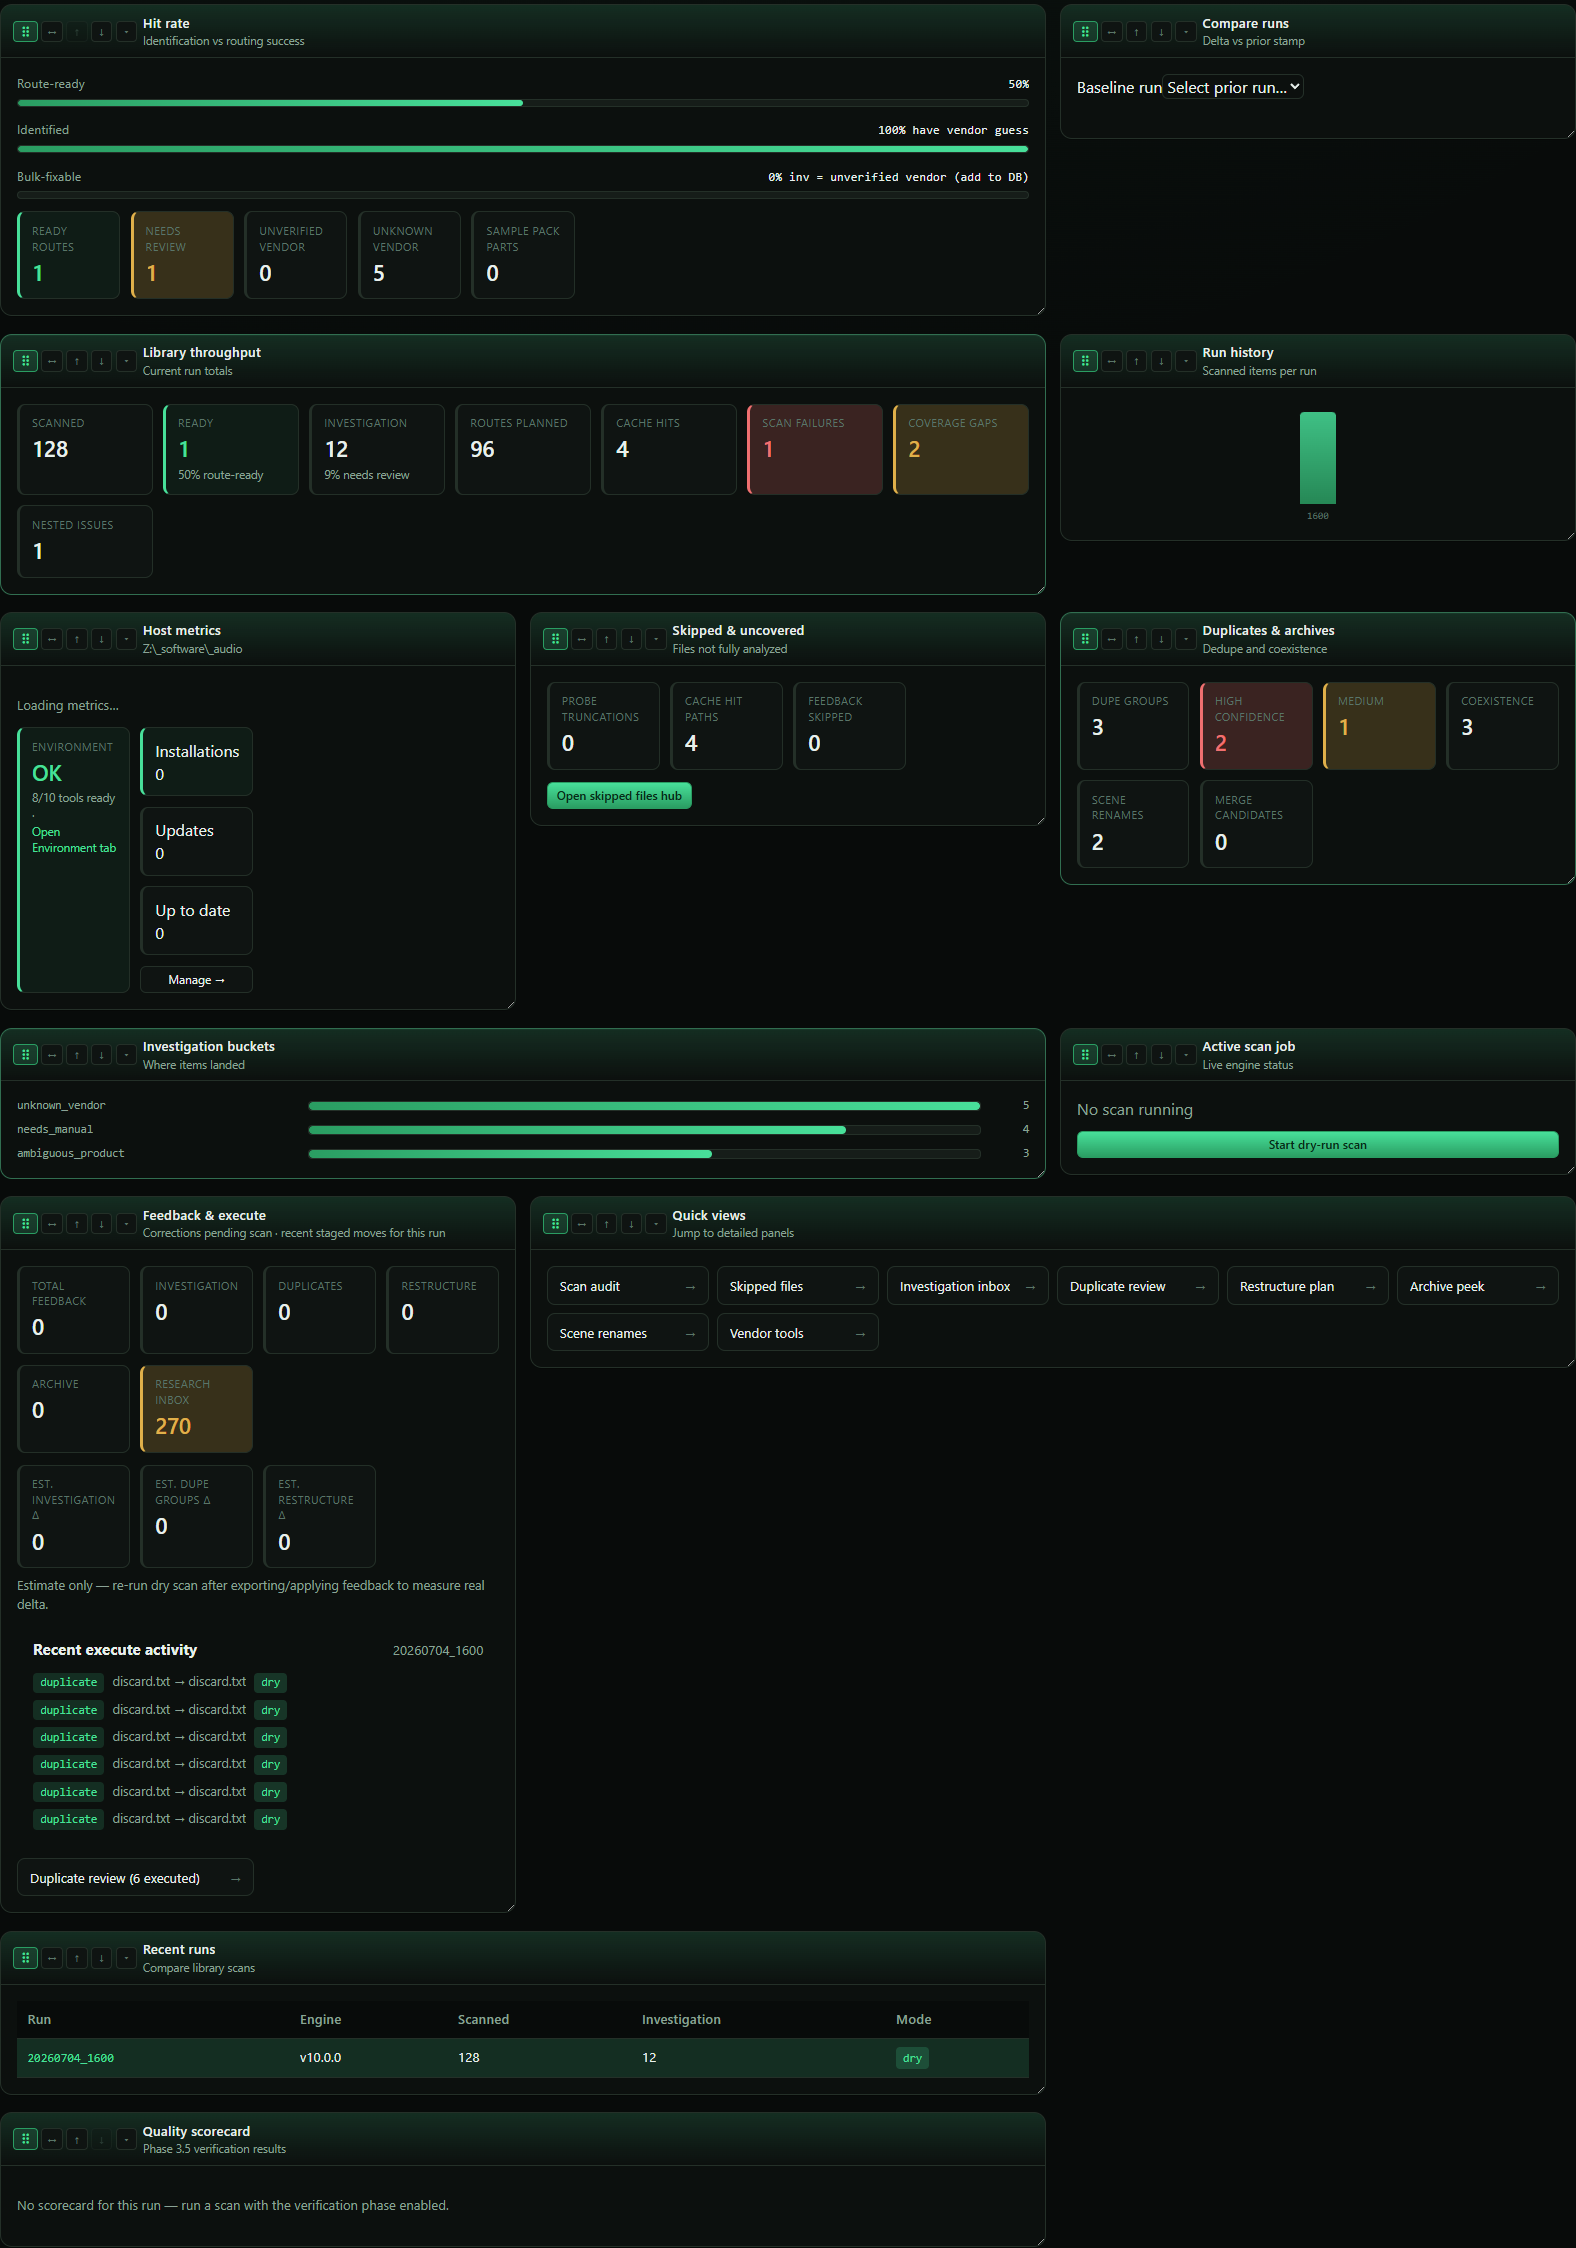 Hit rate
Identification vs routing success
Route-ready
50%
Identified
100% have vendor guess
Bulk-fixable
0% inv = unverified vendor (add to DB)
READY
ROUTES
1
NEEDS
REVIEW
1
UNVERIFIED
VENDOR
0
UNKNOWN
VENDOR
5
SAMPLE PACK
PARTS
0
Compare runs
Delta vs prior stamp
Baseline run Select prior run...
Library throughput
Current run totals
SCANNED
128
READY
1
50% route-ready
INVESTIGATION
12
9% needs review
ROUTES PLANNED
96
CACHE HITS
4
SCAN FAILURES
1
COVERAGE GAPS
2
NESTED ISSUES
1
Run history
Scanned items per run
1600
Host metrics
Z:\_software\_audio
Loading metrics...
ENVIRONMENT
OK
8/10 tools ready
·
Open
Environment tab
Installations
0
Updates
0
Up to date
0
Manage →
Skipped & uncovered
Files not fully analyzed
PROBE
TRUNCATIONS
0
CACHE HIT
PATHS
4
FEEDBACK
SKIPPED
0
Open skipped files hub
Duplicates & archives
Dedupe and coexistence
DUPE GROUPS
3
HIGH
CONFIDENCE
2
MEDIUM
1
COEXISTENCE
3
SCENE
RENAMES
2
MERGE
CANDIDATES
0
Investigation buckets
Where items landed
unknown_vendor
5
needs_manual
4
ambiguous_product
3
Active scan job
Live engine status
No scan running
Start dry-run scan
Feedback & execute
Corrections pending scan · recent staged moves for this run
TOTAL
FEEDBACK
0
INVESTIGATION
0
DUPLICATES
0
RESTRUCTURE
0
ARCHIVE
0
RESEARCH
INBOX
270
EST.
INVESTIGATION
Δ
0
EST. DUPE
GROUPS Δ
0
EST.
RESTRUCTURE
Δ
0
Estimate only — re-run dry scan after exporting/applying feedback to measure real
delta.
Recent execute activity
20260704_1600
duplicate discard.txt → discard.txt dry
duplicate discard.txt → discard.txt dry
duplicate discard.txt → discard.txt dry
duplicate discard.txt → discard.txt dry
duplicate discard.txt → discard.txt dry
duplicate discard.txt → discard.txt dry
Duplicate review (6 executed) →
Quick views
Jump to detailed panels
Scan audit →
Skipped files →
Investigation inbox →
Duplicate review →
Restructure plan →
Archive peek →
Scene renames →
Vendor tools →
Recent runs
Compare library scans
Run Engine Scanned Investigation Mode
20260704_1600 v10.0.0 128 12 dry
Quality scorecard
Phase 3.5 verification results
No scorecard for this run — run a scan with the verification phase enabled.